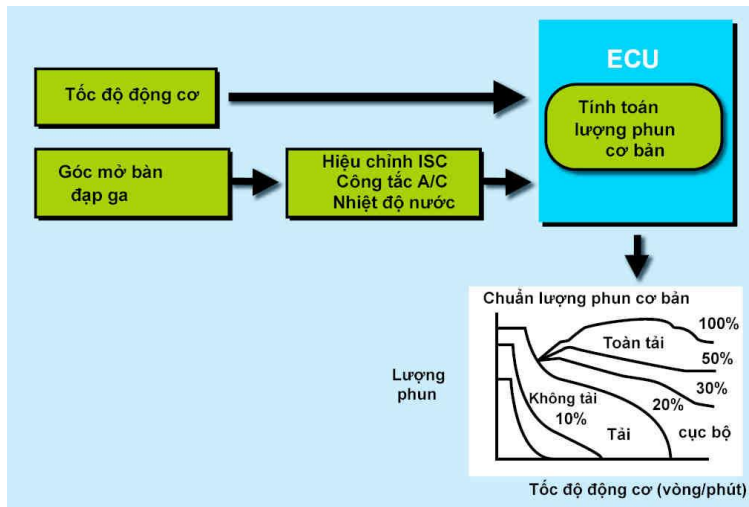 ECU
Tốc độ động cơ
Tính toán
lượng phun
cơ bản
Góc mở bàn
đạp ga
Hiệu chỉnh ISC
Công tắc A/C
Nhiệt độ nước
Chuẩn lượng phun cơ bản
100%
Toàn tải
50%
Lượng
phun
30%
Không tải
20%
10%
Tải
cục bộ
Tốc độ động cơ (vòng/phút)